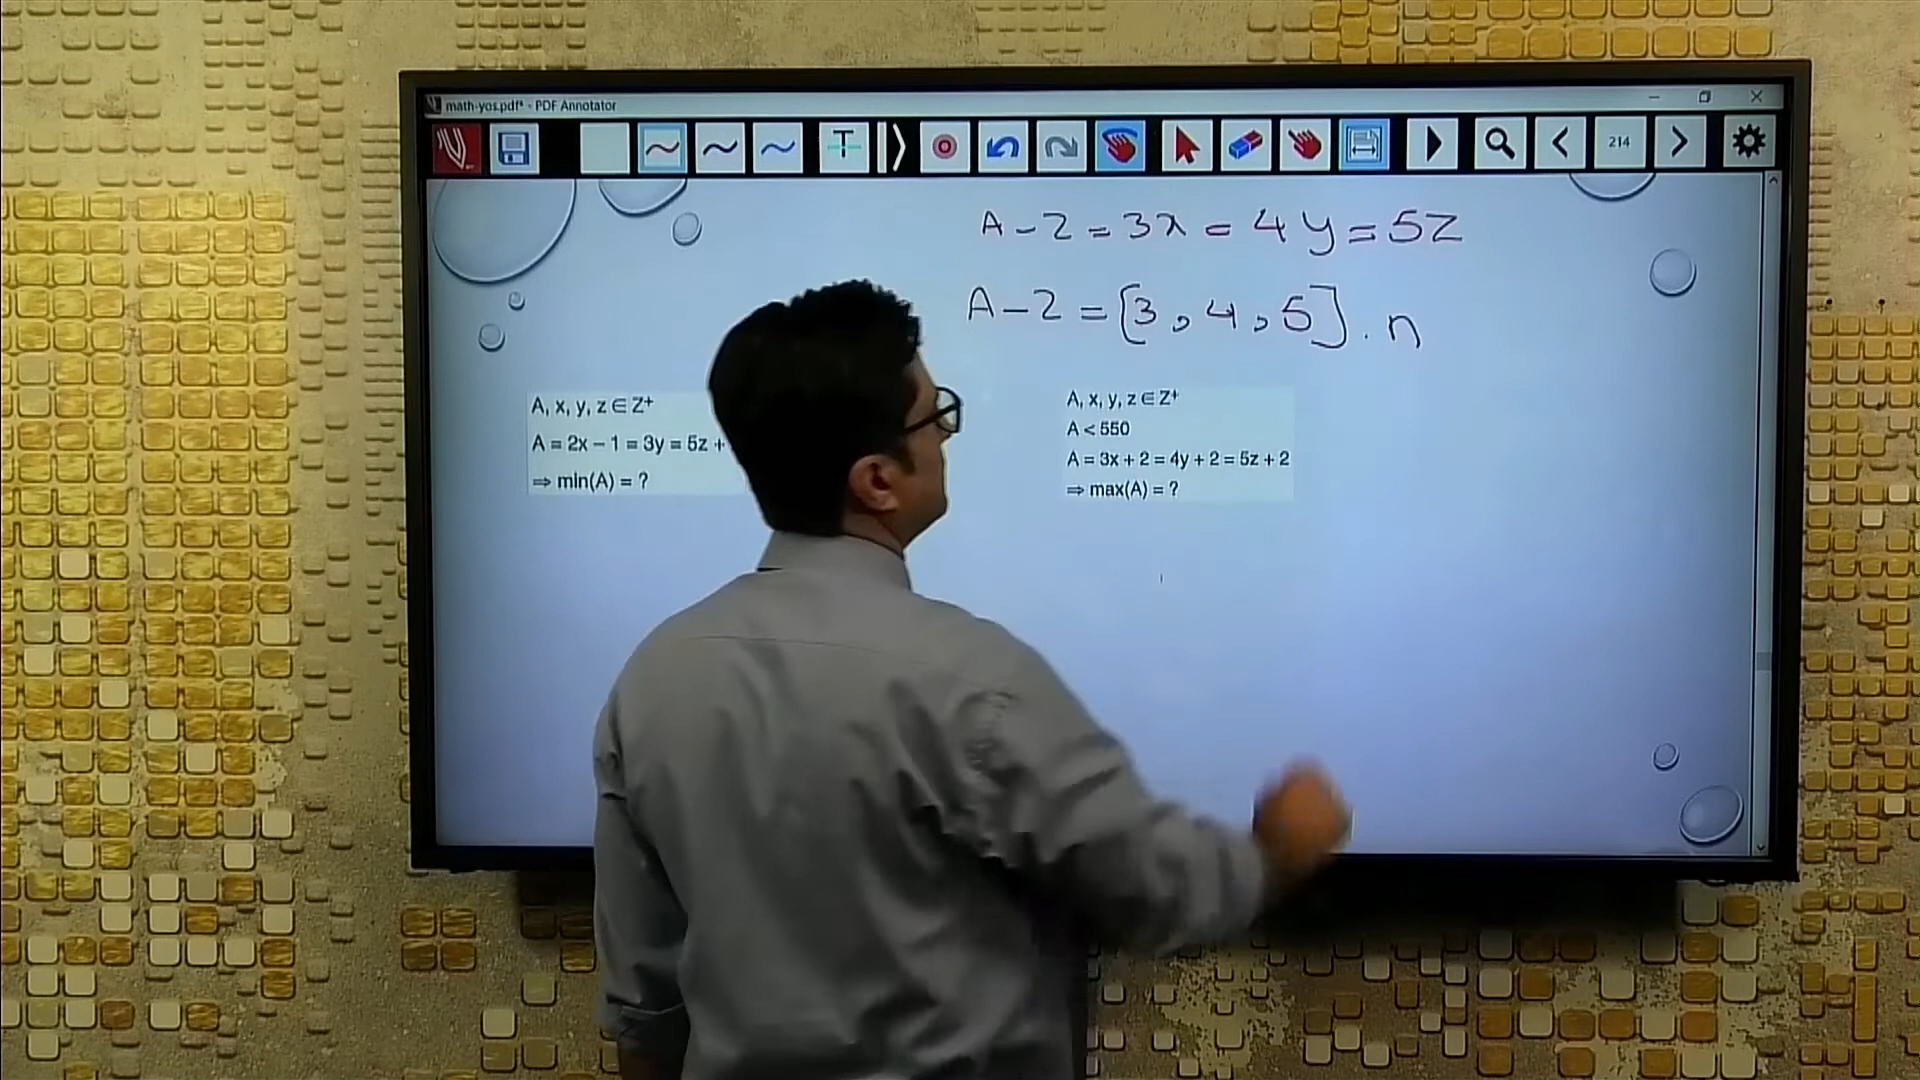 math-yos.pdf* - PDF Annotator
214
A - 2 = 3x = 4y = 5z
A - 2 = [3, 4, 5] . n
A, x, y, z ∈ Z⁺
A = 2x – 1 = 3y = 5z +
⇒ min(A) = ?
A, x, y, z ∈ Z⁺
A < 550
A = 3x + 2 = 4y + 2 = 5z + 2
⇒ max(A) = ?